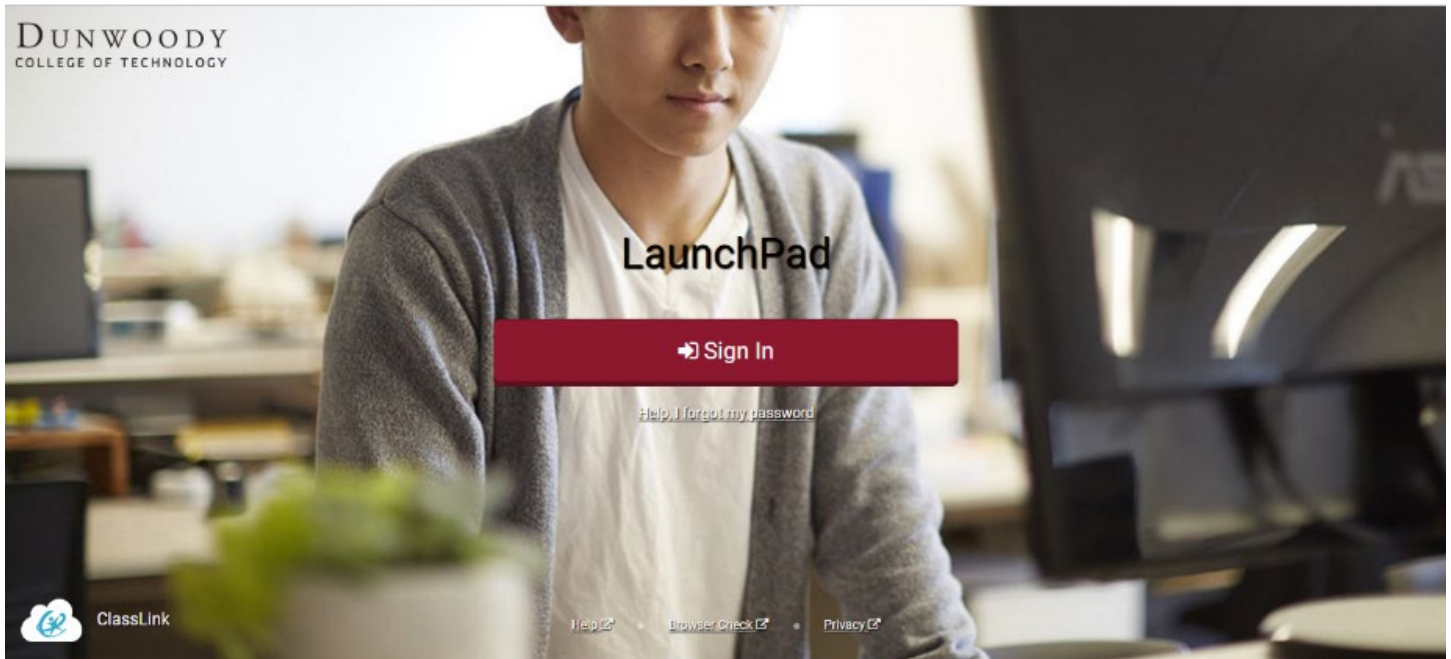 DUNWOODY
COLLEGE OF TECHNOLOGY
LaunchPad
Sign In
Help, I forgot my password
ClassLink
Help
Browser Check
Privacy